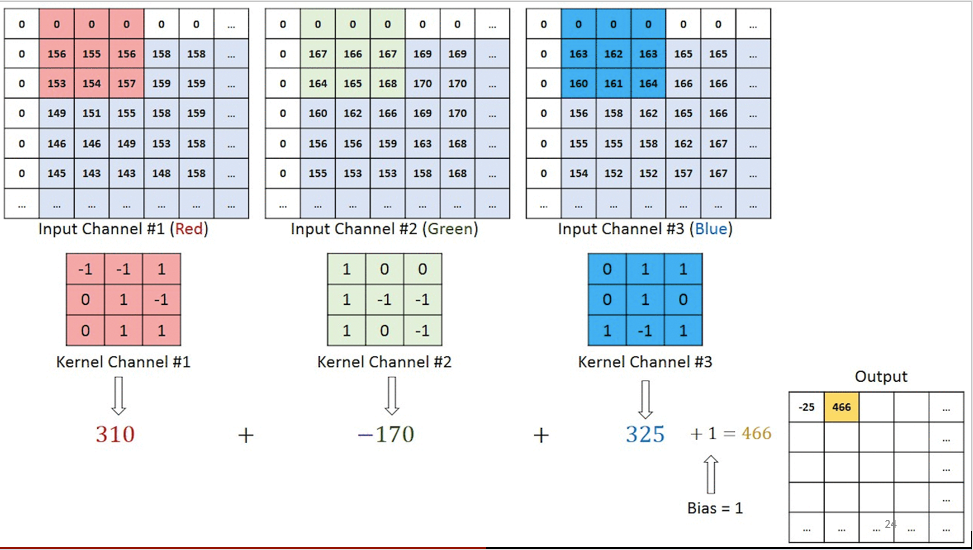 0 0 0 0 0 0 ...
0 156 155 156 158 158 ...
0 153 154 157 159 159 ...
0 149 151 155 158 159 ...
0 146 146 149 153 158 ...
0 145 143 143 148 158 ...
... ... ... ... ... ... ...
Input Channel #1 (Red)
0 0 0 0 0 0 ...
0 167 166 167 169 169 ...
0 164 165 168 170 170 ...
0 160 162 166 169 170 ...
0 156 156 159 163 168 ...
0 155 153 153 158 168 ...
... ... ... ... ... ... ...
Input Channel #2 (Green)
0 0 0 0 0 0 ...
0 163 162 163 165 165 ...
0 160 161 164 166 166 ...
0 156 158 162 165 166 ...
0 155 155 158 162 167 ...
0 154 152 152 157 167 ...
... ... ... ... ... ... ...
Input Channel #3 (Blue)
-1 -1 1
0 1 -1
0 1 1
Kernel Channel #1
1 0 0
1 -1 -1
1 0 -1
Kernel Channel #2
0 1 1
0 1 0
1 -1 1
Kernel Channel #3
310 + −170 + 325 + 1 = 466
Bias = 1
Output
-25 466 ...
...
...
...
... ... ... ... ...
24